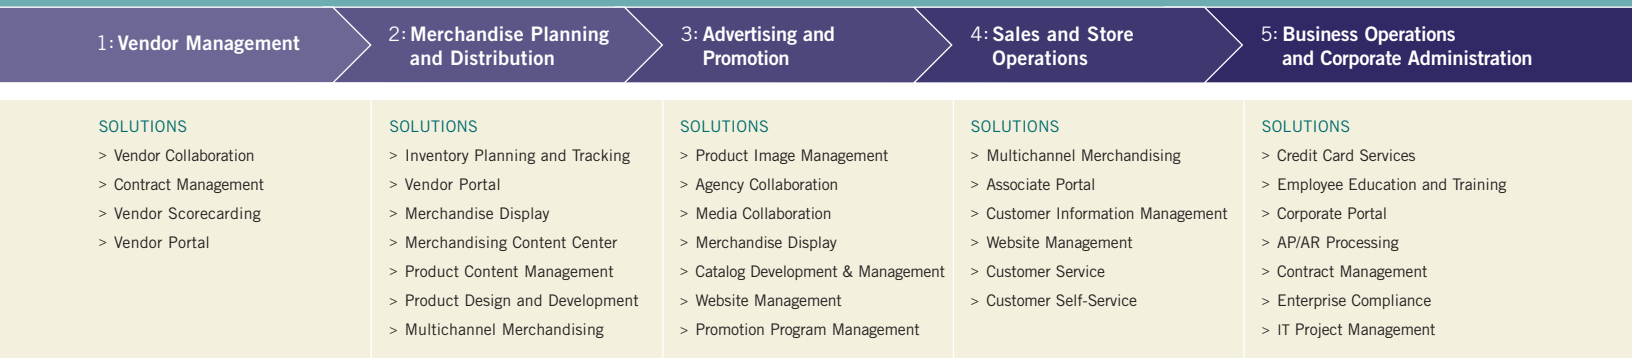 1: Vendor Management
2: Merchandise Planning
and Distribution
3: Advertising and
Promotion
4: Sales and Store
Operations
5: Business Operations
and Corporate Administration
SOLUTIONS
> Vendor Collaboration
> Contract Management
> Vendor Scorecarding
> Vendor Portal
SOLUTIONS
> Inventory Planning and Tracking
> Vendor Portal
> Merchandise Display
> Merchandising Content Center
> Product Content Management
> Product Design and Development
> Multichannel Merchandising
SOLUTIONS
> Product Image Management
> Agency Collaboration
> Media Collaboration
> Merchandise Display
> Catalog Development & Management
> Website Management
> Promotion Program Management
SOLUTIONS
> Multichannel Merchandising
> Associate Portal
> Customer Information Management
> Website Management
> Customer Service
> Customer Self-Service
SOLUTIONS
> Credit Card Services
> Employee Education and Training
> Corporate Portal
> AP/AR Processing
> Contract Management
> Enterprise Compliance
> IT Project Management